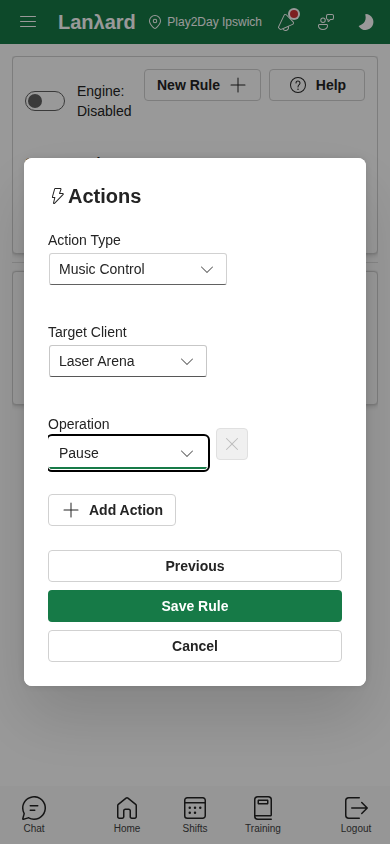 Lanλard
Play2Day Ipswich
Engine:
Disabled
New Rule
Help
Actions
Action Type
Music Control
Target Client
Laser Arena
Operation
Pause
Add Action
Previous
Save Rule
Cancel
Chat
Home
Shifts
Training
Logout